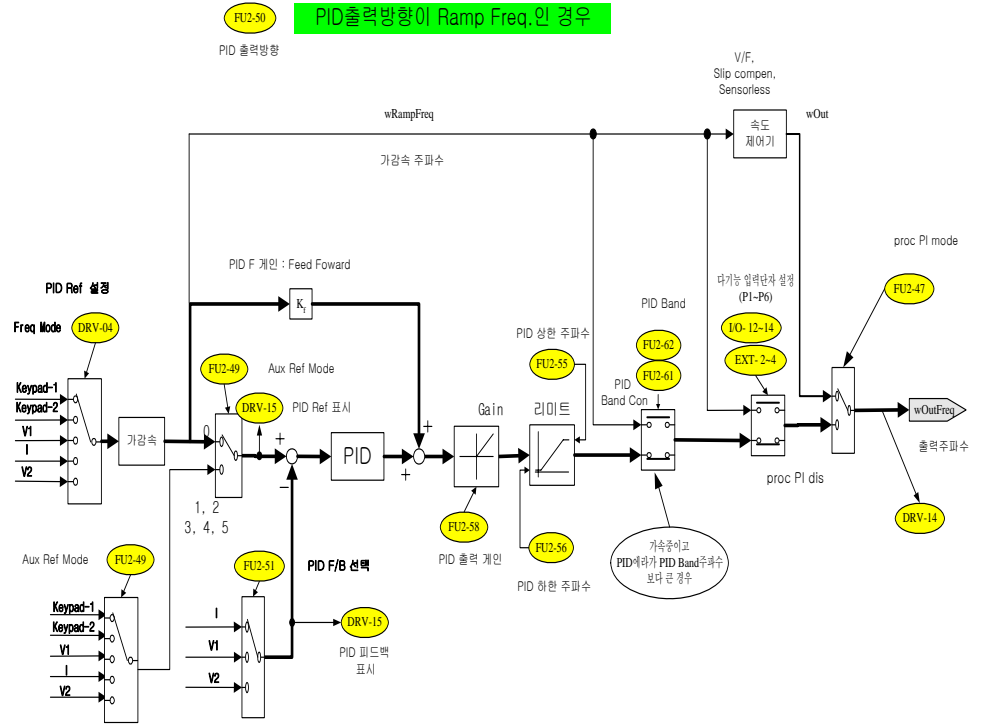 FU2-50
PID출력방향이 Ramp Freq.인 경우
PID 출력방향
V/F,
Slip compen,
Sensorless
wRampFreq
속도
제어기
wOut
가감속 주파수
proc PI mode
PID F 게인 : Feed Foward
다기능 입력단자 설정
(P1~P6)
FU2-47
PID Ref 설정
K_f
PID Band
I/O- 12~14
Freq Mode
DRV-04
PID 상한 주파수
FU2-62
EXT- 2~4
FU2-49
Aux Ref Mode
FU2-55
FU2-61
Keypad-1
Keypad-2
V1
I
V2
DRV-15
PID Ref 표시
Gain
리미트
PID
Band Con
wOutFreq
출력주파수
가감속
0
+
−
PID
+
+
1, 2
3, 4, 5
proc PI dis
DRV-14
FU2-58
PID 출력 게인
FU2-56
PID 하한 주파수
가속중이고
PID에라가 PID Band주파수
보다 큰 경우
Aux Ref Mode
FU2-49
FU2-51
PID F/B 선택
Keypad-1
Keypad-2
V1
I
V2
I
V1
V2
DRV-15
PID 피드백
표시